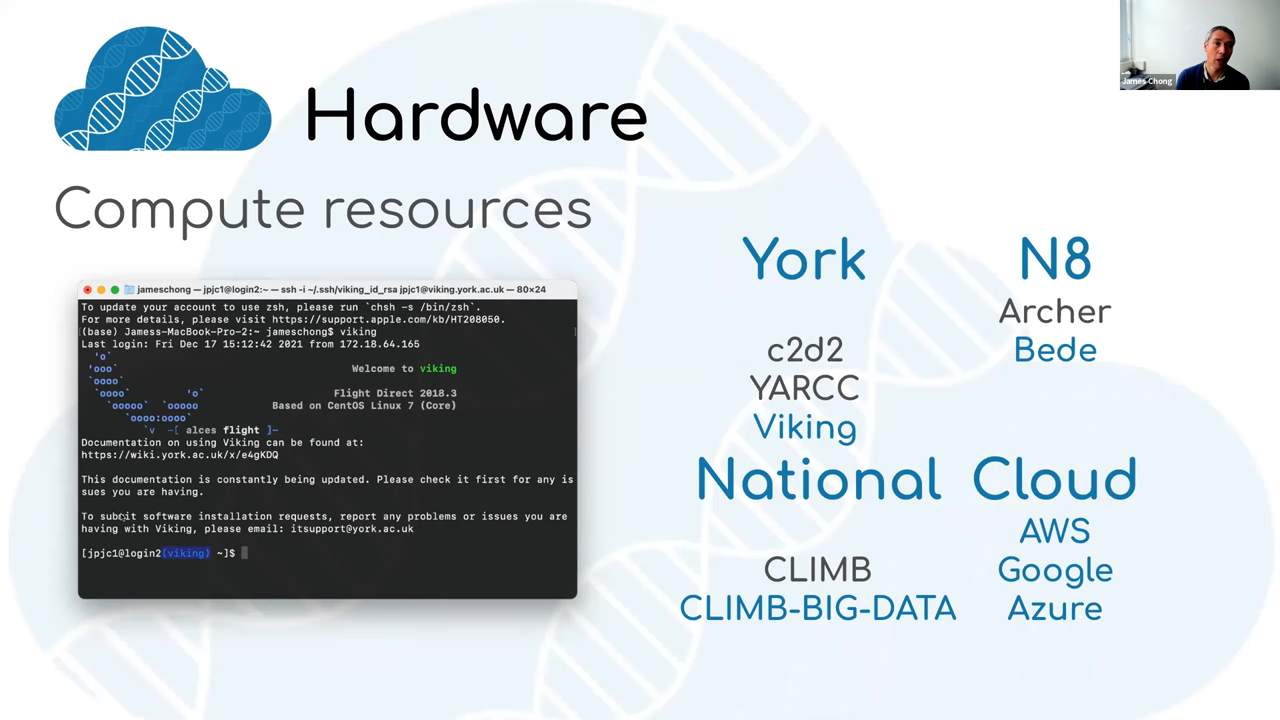 Hardware
James Chong
Compute resources
jameschong — jpjc1@login2:~ — ssh -i ~/.ssh/viking_id_rsa jpjc1@viking.york.ac.uk — 80×24
To update your account to use zsh, please run `chsh -s /bin/zsh`.
For more details, please visit https://support.apple.com/kb/HT208050.
(base) Jamess-MacBook-Pro-2:~ jameschong$ viking
Last login: Fri Dec 17 15:12:42 2021 from 172.18.64.165
'o`
'ooo` Welcome to viking
`oooo`
`oooo` 'o` Flight Direct 2018.3
`ooooo` `ooooo Based on CentOS Linux 7 (Core)
`oooo:oooo`
`v -[ alces flight ]-
Documentation on using Viking can be found at:
https://wiki.york.ac.uk/x/e4gKDQ
This documentation is constantly being updated. Please check it first for any is
sues you are having.
To submit software installation requests, report any problems or issues you are
having with Viking, please email: itsupport@york.ac.uk
[jpjc1@login2(viking) ~]$
York
c2d2
YARCC
Viking
N8
Archer
Bede
National
CLIMB
CLIMB-BIG-DATA
Cloud
AWS
Google
Azure